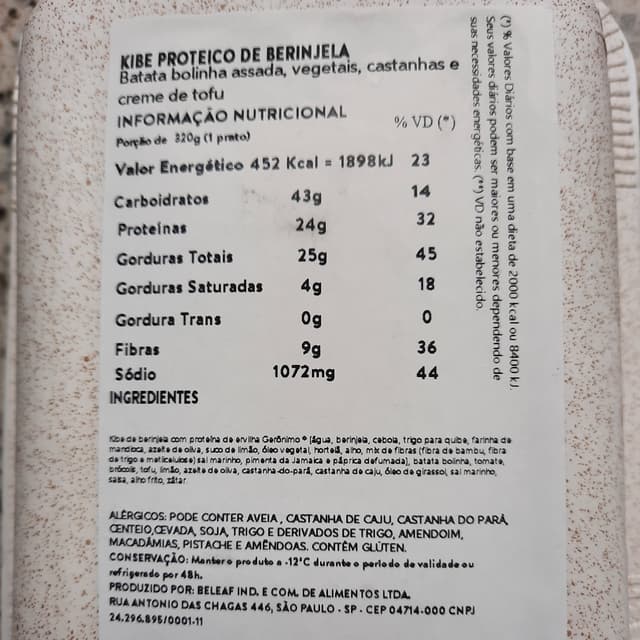 KIBE PROTEICO DE BERINJELA
Batata bolinha assada, vegetais, castanhas e
creme de tofu
INFORMAÇÃO NUTRICIONAL
% VD (*)
Porção de 320g (1 prato)
Valor Energético 452 Kcal = 1898kJ 23
Carboidratos 43g 14
Proteínas 24g 32
Gorduras Totais 25g 45
Gorduras Saturadas 4g 18
Gordura Trans 0g 0
Fibras 9g 36
Sódio 1072mg 44
INGREDIENTES
Kibe de berinjela com proteína de ervilha Gerônimo ® [água, berinjela, cebola, trigo para quibe, farinha de
mandioca, azeite de oliva, suco de limão, óleo vegetal, hortelã, alho, mix de fibras (fibra de bambu, fibra
de trigo e metilcelulose) sal marinho, pimenta da Jamaica e páprica defumada], batata bolinha, tomate,
brócolis, tofu, limão, azeite de oliva, castanha-do-pará, castanha de caju, óleo de girassol, sal marinho,
salsa, alho frito, zátar.
ALÉRGICOS: PODE CONTER AVEIA, CASTANHA DE CAJU, CASTANHA DO PARÁ,
CENTEIO,CEVADA, SOJA, TRIGO E DERIVADOS DE TRIGO, AMENDOIM,
MACADÂMIAS, PISTACHE E AMÊNDOAS. CONTÉM GLÚTEN.
CONSERVAÇÃO: Manter o produto a -12°C durante o período de validade ou
refrigerado por 48h.
PRODUZIDO POR: BELEAF IND. E COM. DE ALIMENTOS LTDA.
RUA ANTONIO DAS CHAGAS 446, SÃO PAULO - SP - CEP 04714-000 CNPJ
24.296.895/0001-11
(*) % Valores Diários com base em uma dieta de 2000 kcal ou 8400 kJ.
Seus valores diários podem ser maiores ou menores dependendo de
suas necessidades energéticas. (**) VD não estabelecido.